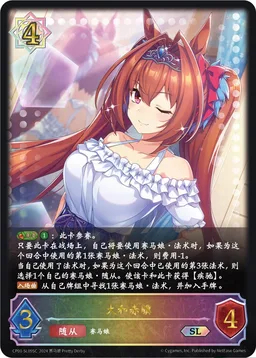 4
1：此卡参赛。
只要此卡在战场上，自己将要使用赛马娘·法术时，如果为这
个回合中使用的第1张赛马娘·法术，则费用-1。
当自己使用了法术时，如果为这个回合中使用的第3张法术，则
选择1个自己的赛马娘·随从。使该卡和此卡获得【疾驰】。
入场曲 从自己牌组中寻找1张赛马娘·法术，并加入手牌。
大和赤骥
3
随从
赛马娘
SL
4